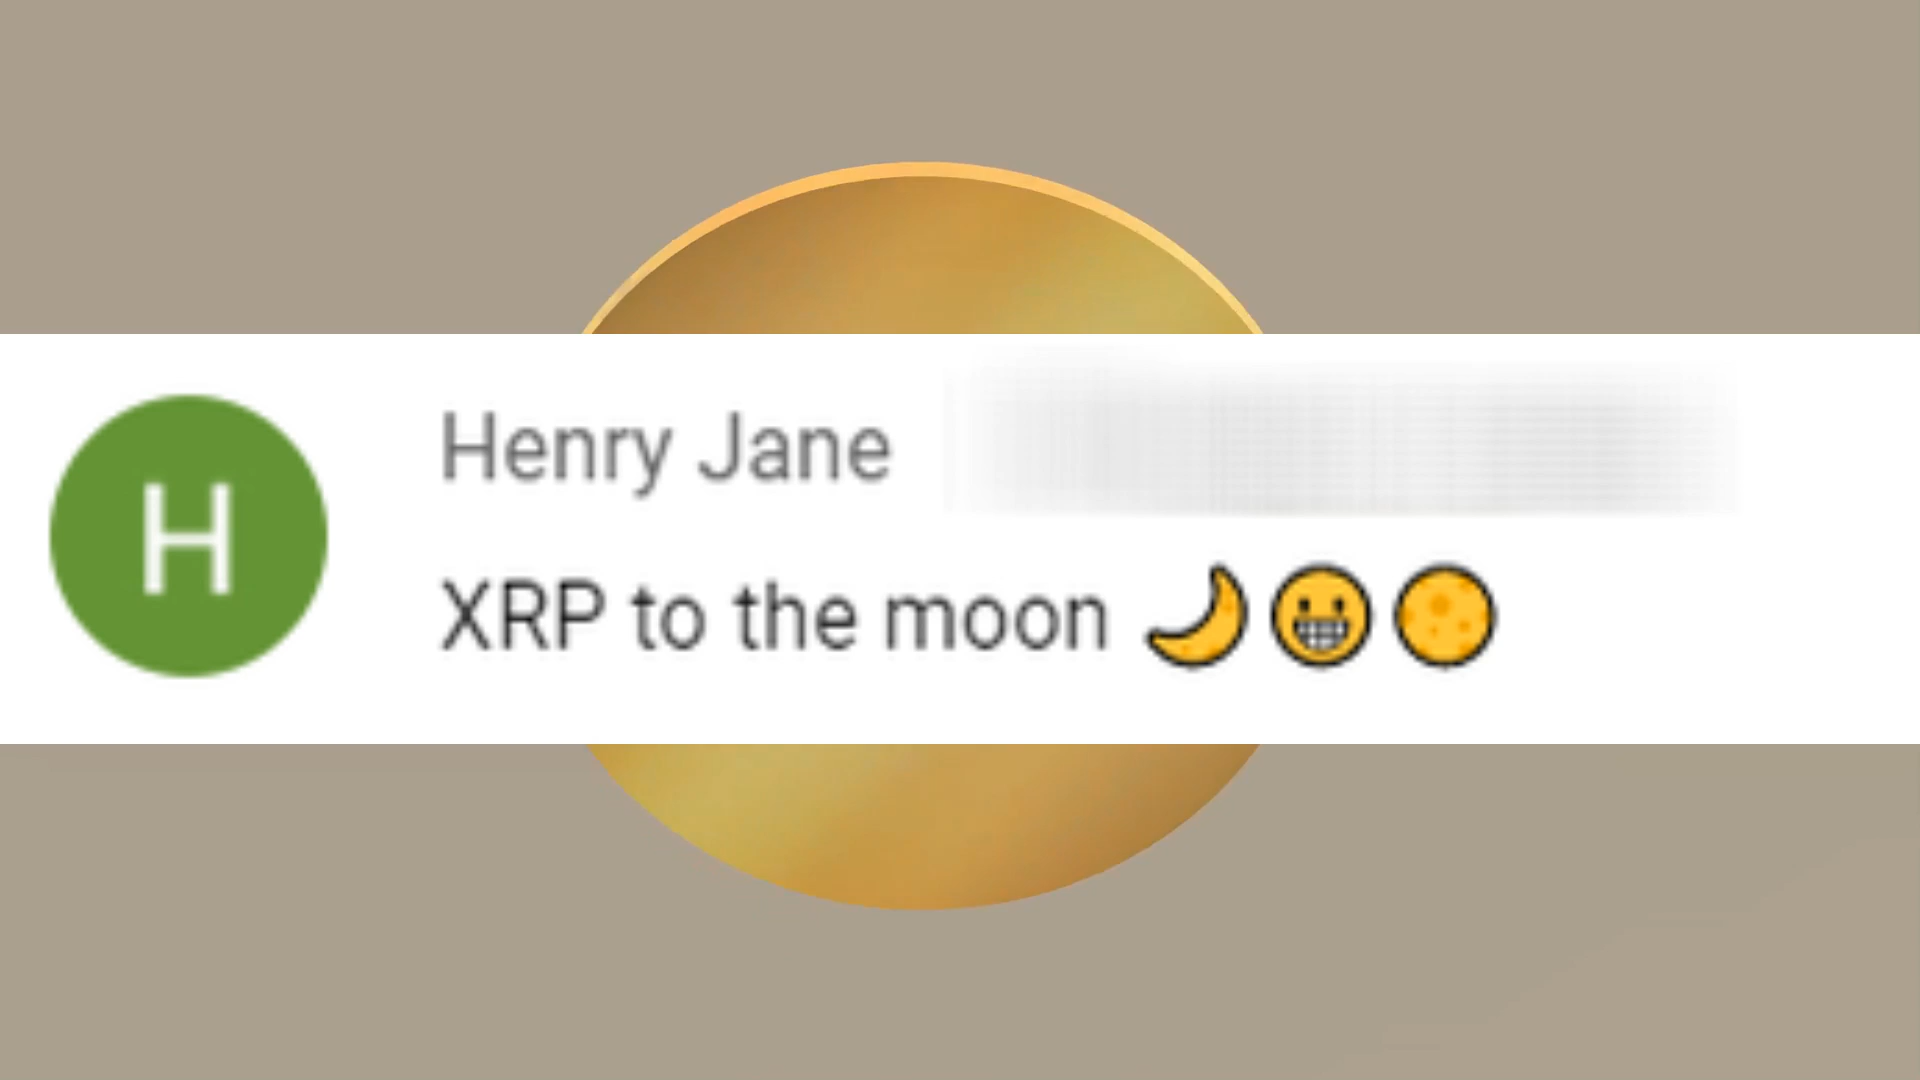 H
Henry Jane
XRP to the moon 🌙😬🌕